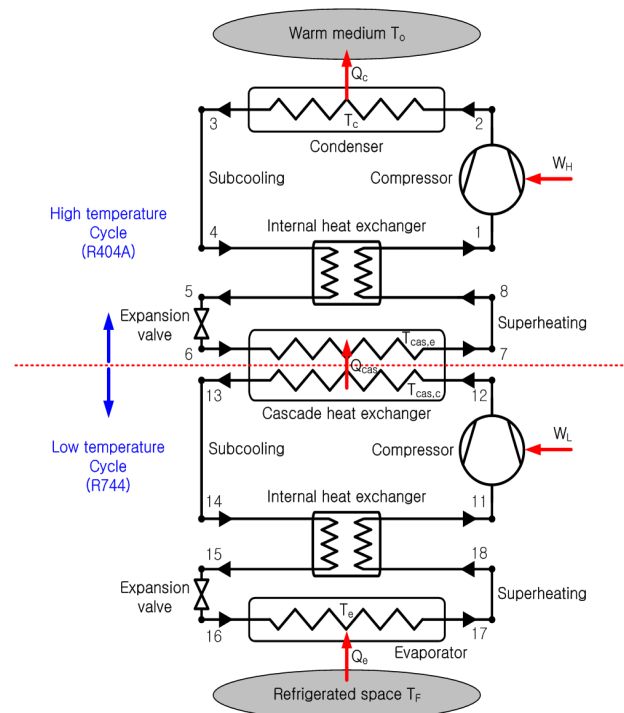 Warm medium To
Qc
3
Tc
2
Condenser
WH
Subcooling
Compressor
High temperature
Cycle
(R404A)
Internal heat exchanger
4
1
5
8
Expansion
valve
Superheating
6
Tcas,e
7
Qcas
13
Tcas,c
12
Cascade heat exchanger
Low temperature
Cycle
(R744)
Subcooling
Compressor
WL
Internal heat exchanger
14
11
15
18
Expansion
valve
Superheating
Te
16
17
Qe
Evaporator
Refrigerated space TF